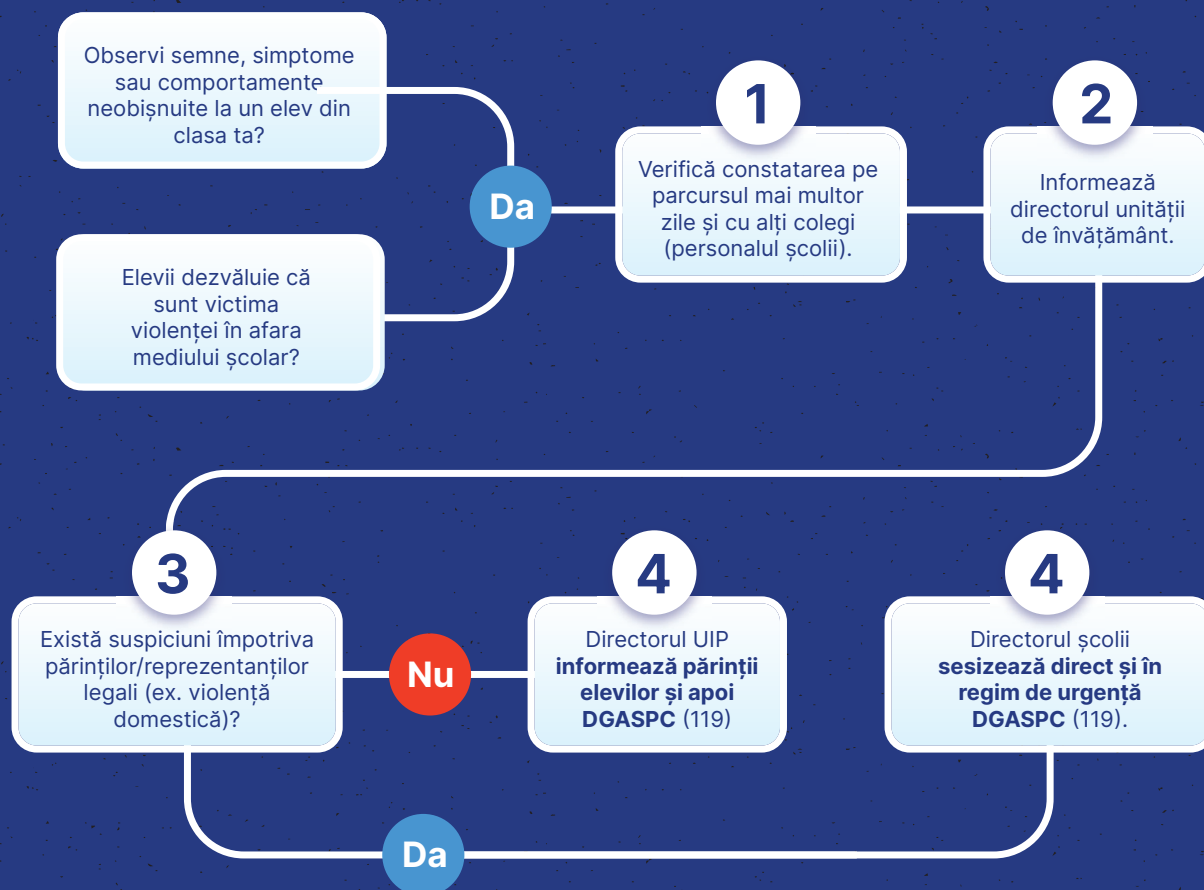 Observi semne, simptome
sau comportamente
neobișnuite la un elev din
clasa ta?
Elevii dezvăluie că
sunt victima
violenței în afara
mediului școlar?
Da
1
Verifică constatarea pe
parcursul mai multor
zile și cu alți colegi
(personalul școlii).
2
Informează
directorul unității
de învățământ.
3
Există suspiciuni împotriva
părinților/reprezentanților
legali (ex. violență
domestică)?
Nu
4
Directorul UIP
informează părinții
elevilor și apoi
DGASPC (119)
4
Directorul școlii
sesizează direct și în
regim de urgență
DGASPC (119).
Da